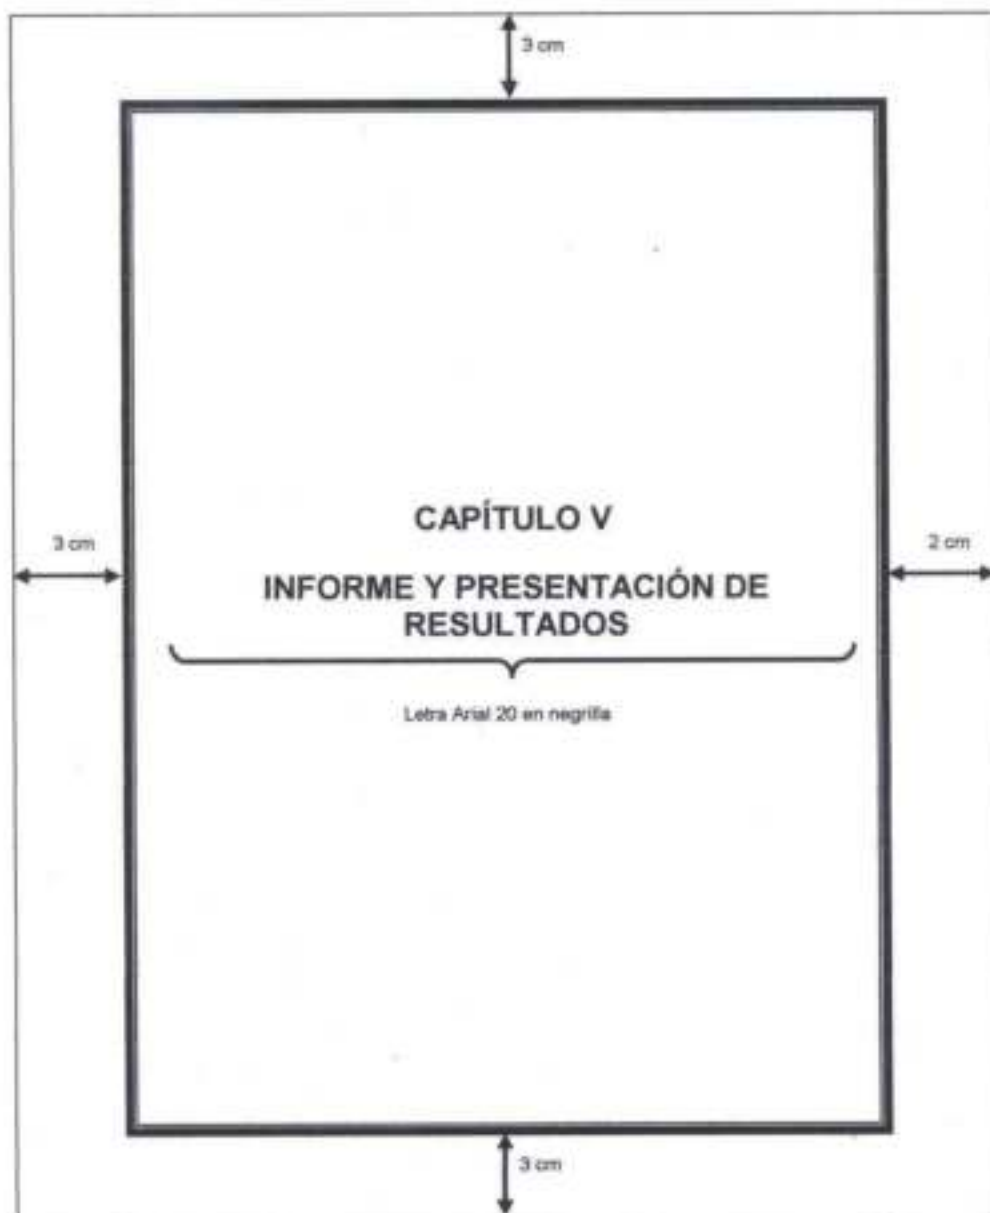 3 cm
CAPÍTULO V
3 cm
2 cm
INFORME Y PRESENTACIÓN DE
RESULTADOS
Letra Arial 20 en negrilla
3 cm